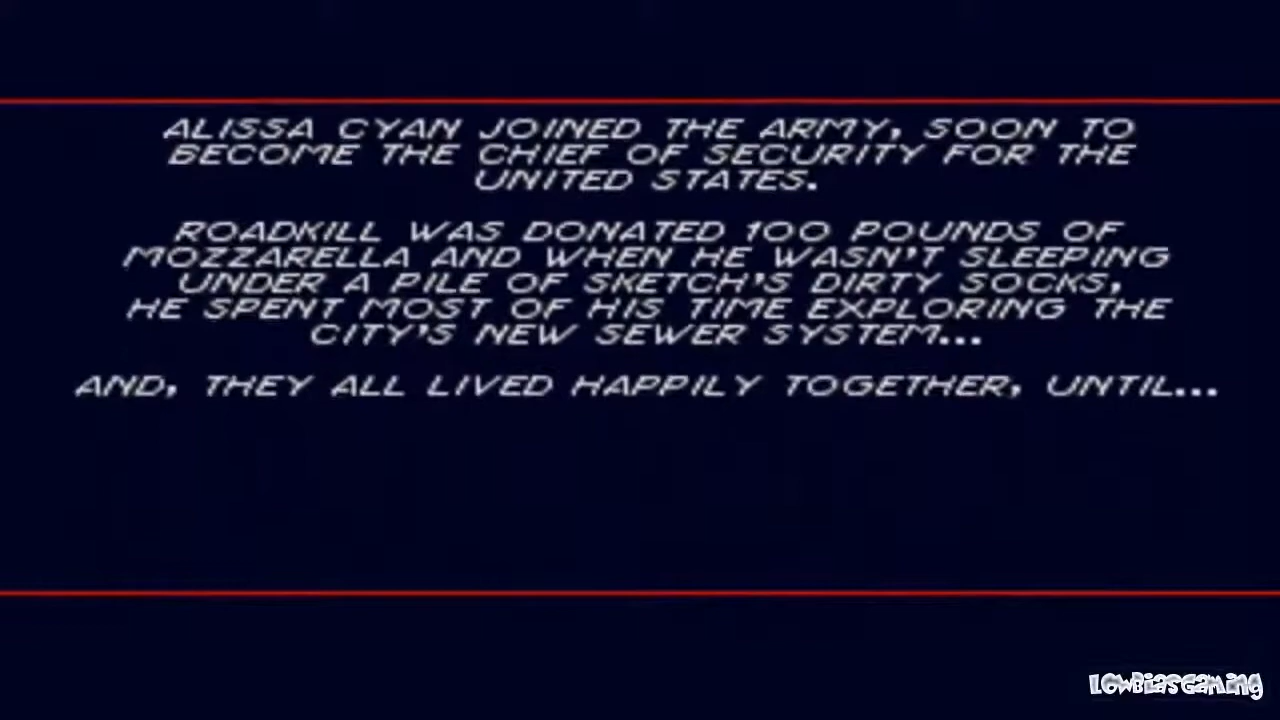 ALISSA CYAN JOINED THE ARMY, SOON TO
BECOME THE CHIEF OF SECURITY FOR THE
UNITED STATES.
ROADKILL WAS DONATED 100 POUNDS OF
MOZZARELLA AND WHEN HE WASN'T SLEEPING
UNDER A PILE OF SKETCH'S DIRTY SOCKS,
HE SPENT MOST OF HIS TIME EXPLORING THE
CITY'S NEW SEWER SYSTEM...
AND, THEY ALL LIVED HAPPILY TOGETHER, UNTIL...
LowBiasGaming